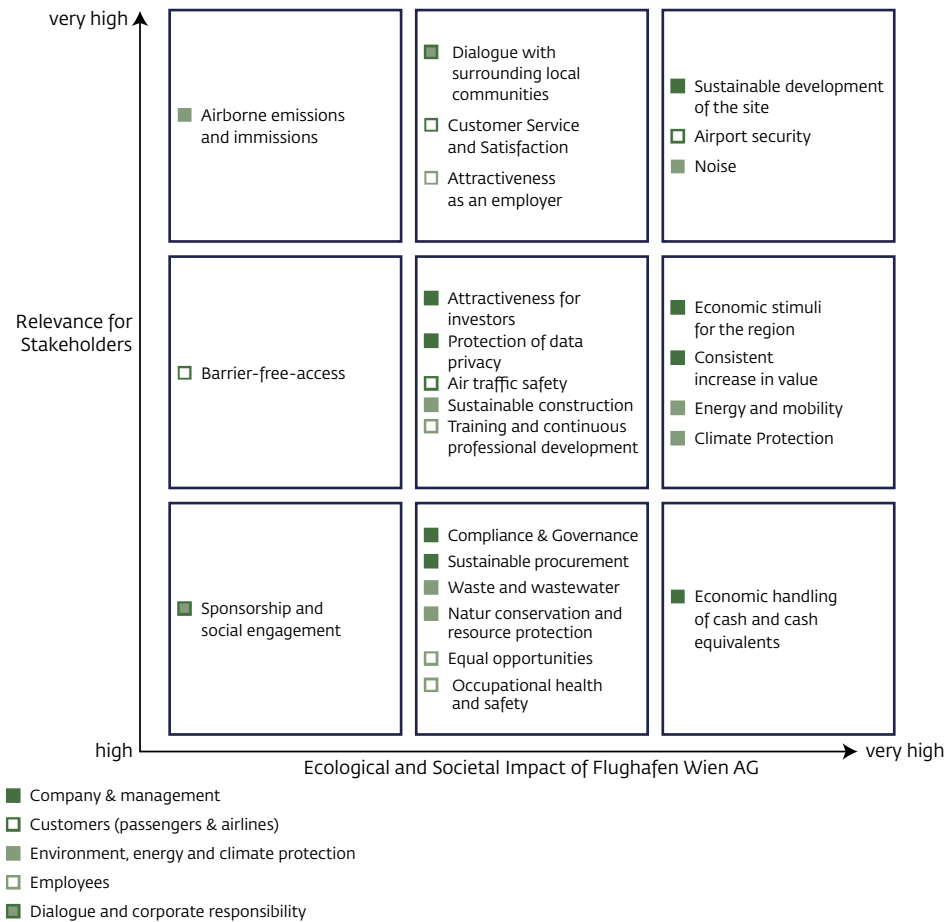 very high
Airborne emissions
and immissions
Dialogue with
surrounding local
communities
Customer Service
and Satisfaction
Attractiveness
as an employer
Sustainable development
of the site
Airport security
Noise
Relevance for
Stakeholders
Barrier-free-access
Attractiveness for
investors
Protection of data
privacy
Air traffic safety
Sustainable construction
Training and continuous
professional development
Economic stimuli
for the region
Consistent
increase in value
Energy and mobility
Climate Protection
Sponsorship and
social engagement
Compliance & Governance
Sustainable procurement
Waste and wastewater
Natur conservation and
resource protection
Equal opportunities
Occupational health
and safety
Economic handling
of cash and cash
equivalents
high
very high
Ecological and Societal Impact of Flughafen Wien AG
Company & management
Customers (passengers & airlines)
Environment, energy and climate protection
Employees
Dialogue and corporate responsibility